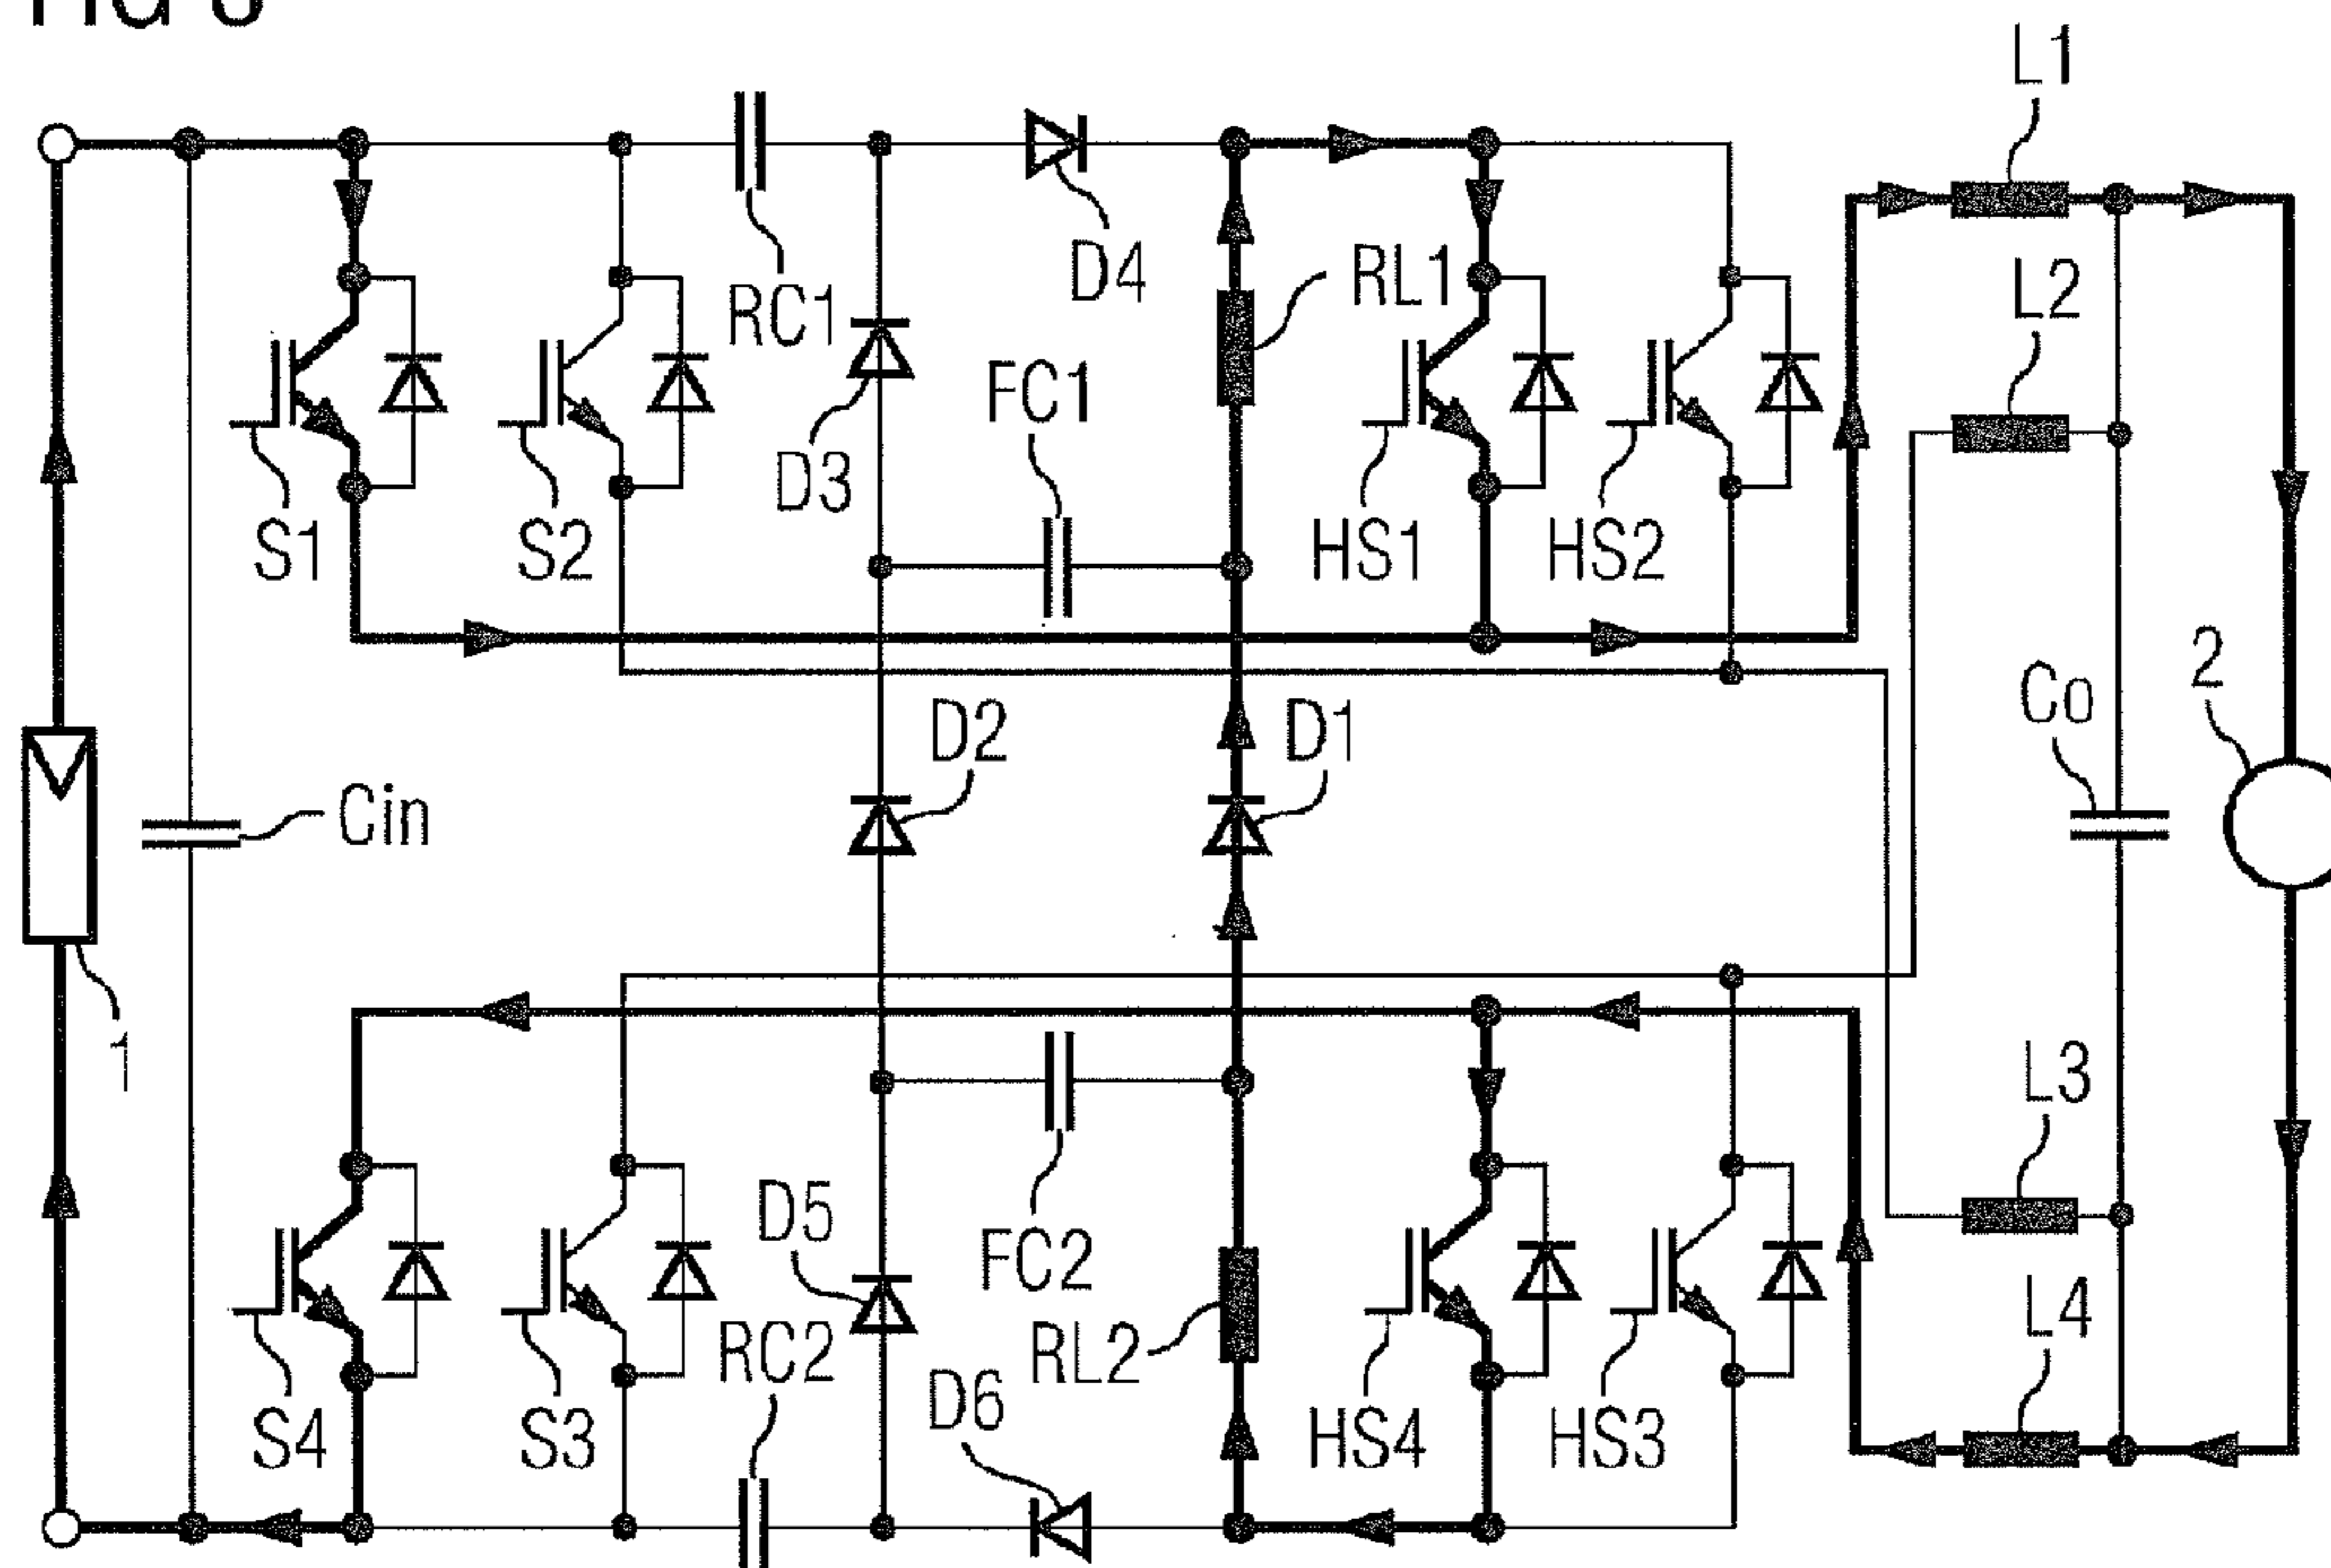 L1
D4
RL1
L2
RC1
FC1
D3
S1
S2
HS1
HS2
2
Co
D2
D1
Cin
1
L3
D5
FC2
L4
RC2
RL2
D6
S4
S3
HS4
HS3